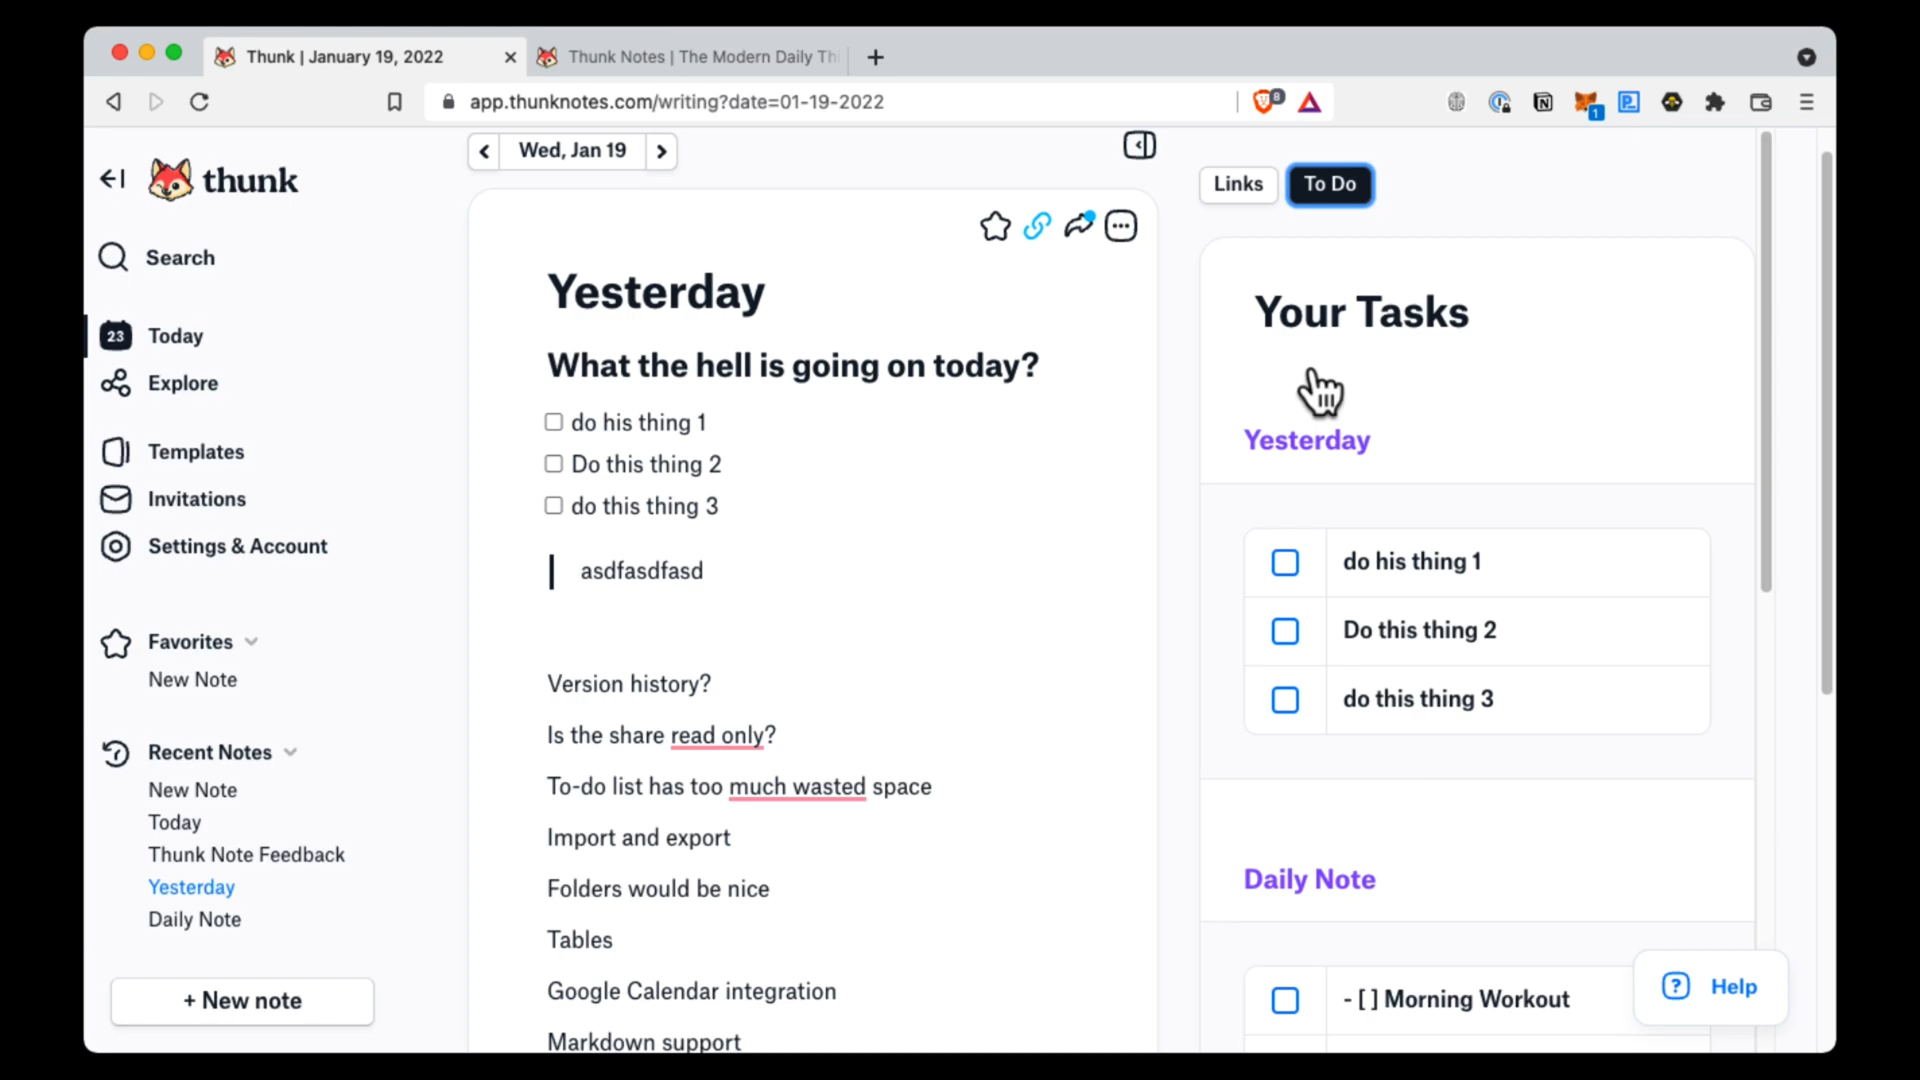 Thunk | January 19, 2022
Thunk Notes | The Modern Daily Th
app.thunknotes.com/writing?date=01-19-2022
8
1
thunk
Search
23 Today
Explore
Templates
Invitations
Settings & Account
Favorites
New Note
Recent Notes
New Note
Today
Thunk Note Feedback
Yesterday
Daily Note
+ New note
Wed, Jan 19
Yesterday
What the hell is going on today?
do his thing 1
Do this thing 2
do this thing 3
asdfasdfasd
Version history?
Is the share read only?
To-do list has too much wasted space
Import and export
Folders would be nice
Tables
Google Calendar integration
Markdown support
Links
To Do
Your Tasks
Yesterday
do his thing 1
Do this thing 2
do this thing 3
Daily Note
- [ ] Morning Workout
? Help